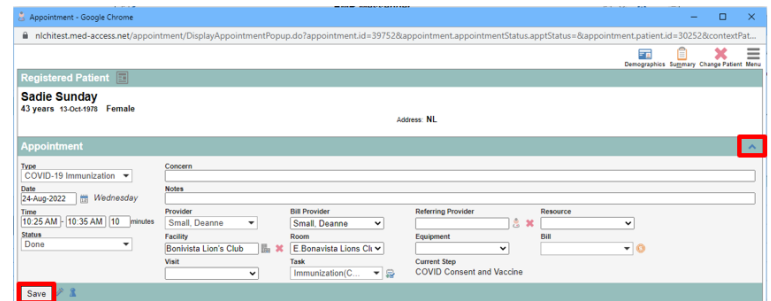 Appointment - Google Chrome
nlchitest.med-access.net/appointment/DisplayAppointmentPopup.do?appointment.id=39752&appointment.appointmentStatus.apptStatus=&appointment.patient.id=30252&contextPat...
Demographics Summary Change Patient Menu
Registered Patient
Sadie Sunday
43 years 13-Oct-1978 Female
Address: NL
Appointment
Type Concern
COVID-19 Immunization
Date Notes
24-Aug-2022 Wednesday
Time Provider Bill Provider Referring Provider Resource
10:25 AM - 10:35 AM 10 minutes Small, Deanne Small, Deanne
Status Facility Room Equipment Bill
Done Bonivista Lion's Club E Bonavista Lions Clu
Visit Task Current Step
Immunization(C... COVID Consent and Vaccine
Save